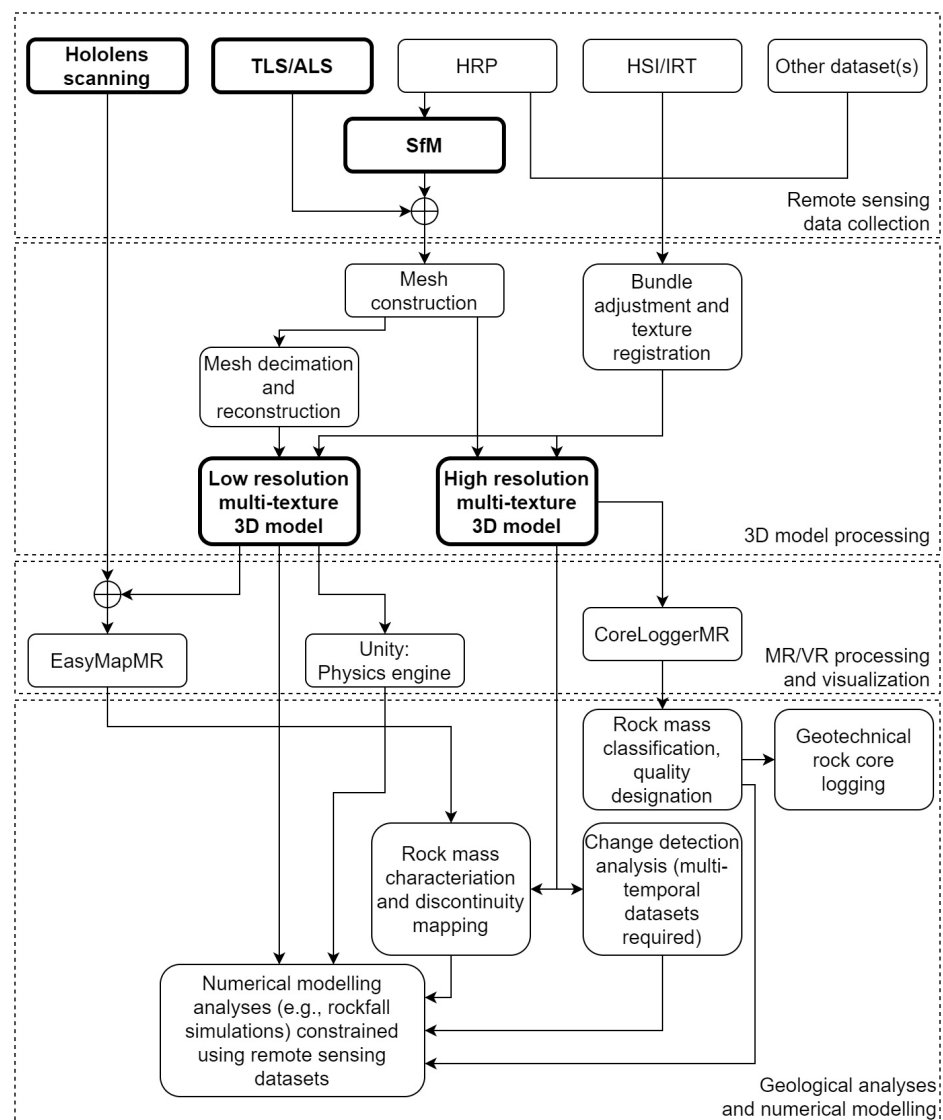 Hololens
scanning
TLS/ALS
HRP
HSI/IRT
Other dataset(s)
SfM
Remote sensing
data collection
Mesh
construction
Bundle
adjustment and
texture
registration
Mesh decimation
and
reconstruction
Low resolution
multi-texture
3D model
High resolution
multi-texture
3D model
3D model processing
EasyMapMR
Unity:
Physics engine
CoreLoggerMR
MR/VR processing
and visualization
Rock mass
classification,
quality
designation
Geotechnical
rock core
logging
Rock mass
characteriation
and discontinuity
mapping
Change detection
analysis (multi-
temporal
datasets
required)
Numerical modelling
analyses (e.g., rockfall
simulations) constrained
using remote sensing
datasets
Geological analyses
and numerical modelling